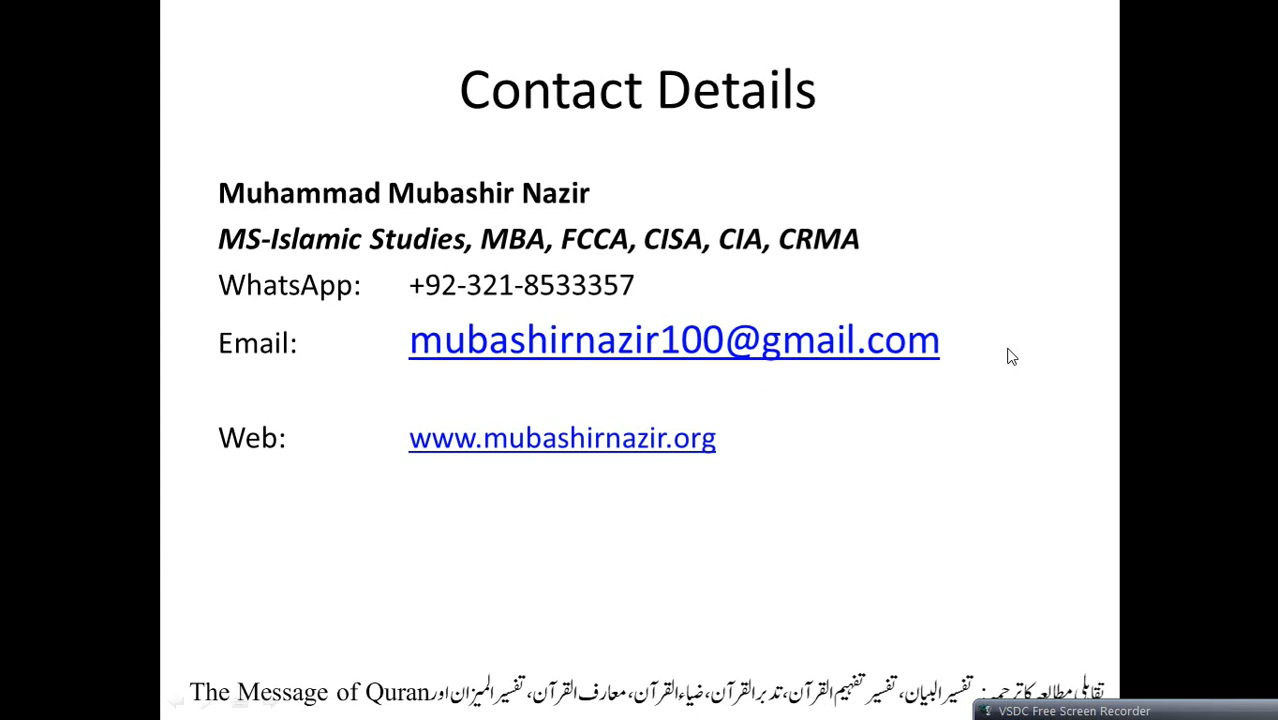 Contact Details
Muhammad Mubashir Nazir
MS-Islamic Studies, MBA, FCCA, CISA, CIA, CRMA
WhatsApp: +92-321-8533357
Email: mubashirnazir100@gmail.com
Web: www.mubashirnazir.org
تقابلی مطالعہ کا ترجمہ: تفسیر البیان، تفسیر تفہیم القرآن، تدبر القرآن، ضیاء القرآن، معارف القرآن، تفسیر المیزان اور The Message of Quran
VSDC Free Screen Recorder